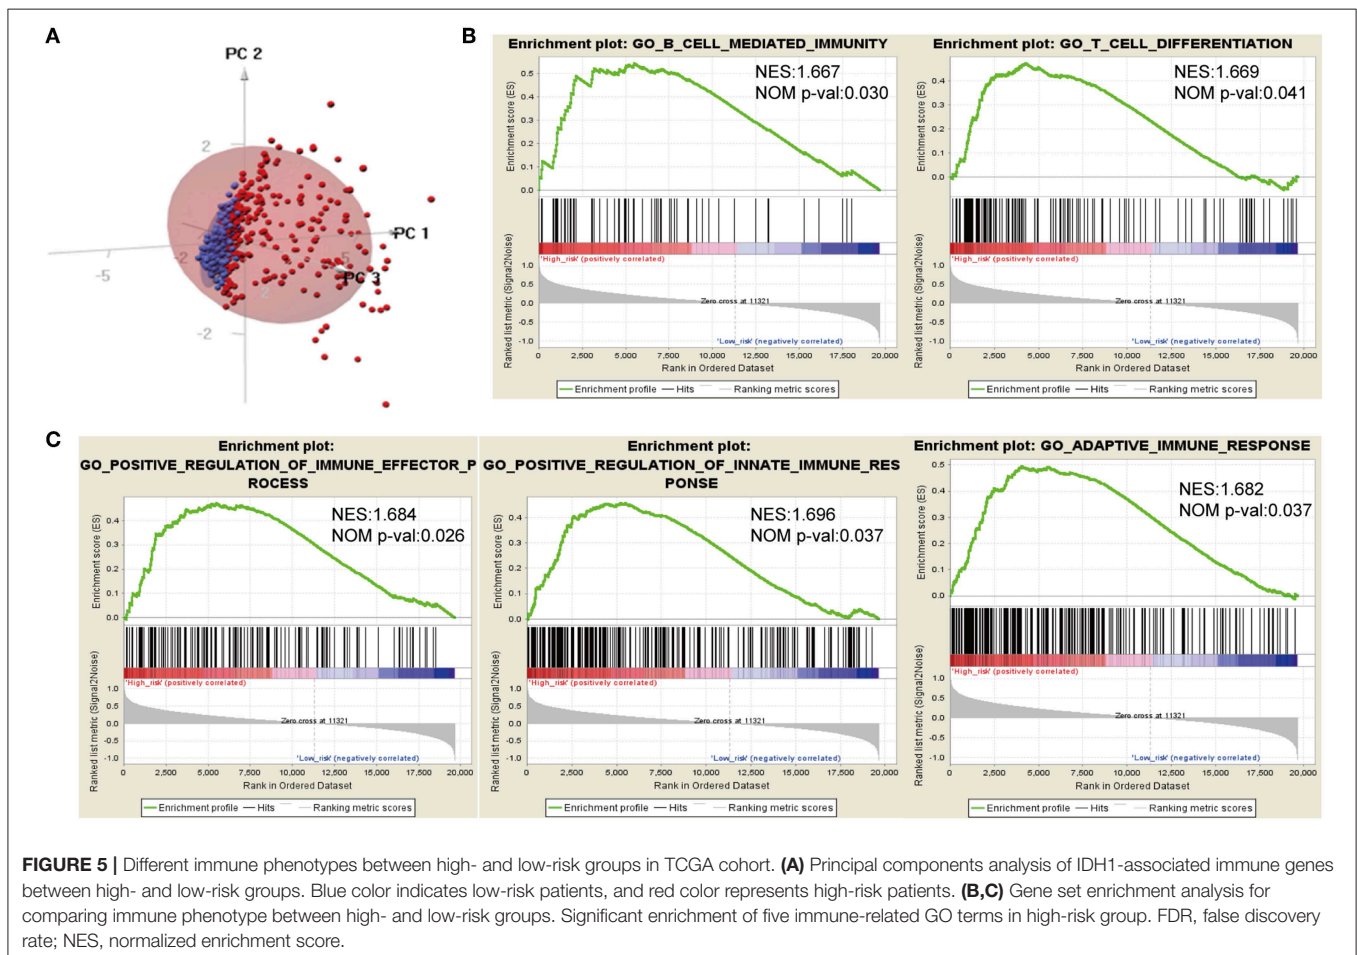 A
PC 2
2
PC 1
-5
-2
5
PC 3
2
-2
B
Enrichment plot: GO_B_CELL_MEDIATED_IMMUNITY
NES:1.667
NOM p-val:0.030
Enrichment score (ES)
0.5
0.4
0.3
0.2
0.1
0.0
'High_risk' (positively correlated)
Ranked list metric (Signal2Noise)
1.0
0.5
0.0
-0.5
-1.0
Zero cross at 11321
'Low_risk' (negatively correlated)
0 2,500 5,000 7,500 10,000 12,500 15,000 17,500 20,000
Rank in Ordered Dataset
Enrichment profile Hits Ranking metric scores
Enrichment plot: GO_T_CELL_DIFFERENTIATION
NES:1.669
NOM p-val:0.041
Enrichment score (ES)
0.4
0.3
0.2
0.1
0.0
'High_risk' (positively correlated)
Ranked list metric (Signal2Noise)
1.0
0.5
0.0
-0.5
-1.0
Zero cross at 11321
'Low_risk' (negatively correlated)
0 2,500 5,000 7,500 10,000 12,500 15,000 17,500 20,000
Rank in Ordered Dataset
Enrichment profile Hits Ranking metric scores
C
Enrichment plot:
GO_POSITIVE_REGULATION_OF_IMMUNE_EFFECTOR_P
ROCESS
NES:1.684
NOM p-val:0.026
Enrichment score (ES)
0.4
0.3
0.2
0.1
0.0
'High_risk' (positively correlated)
Ranked list metric (Signal2Noise)
1.0
0.5
0.0
-0.5
-1.0
Zero cross at 11321
'Low_risk' (negatively correlated)
0 2,500 5,000 7,500 10,000 12,500 15,000 17,500 20,000
Rank in Ordered Dataset
Enrichment profile Hits Ranking metric scores
Enrichment plot:
GO_POSITIVE_REGULATION_OF_INNATE_IMMUNE_RES
PONSE
NES:1.696
NOM p-val:0.037
Enrichment score (ES)
0.4
0.3
0.2
0.1
0.0
'High_risk' (positively correlated)
Ranked list metric (Signal2Noise)
1.0
0.5
0.0
-0.5
-1.0
Zero cross at 11321
'Low_risk' (negatively correlated)
0 2,500 5,000 7,500 10,000 12,500 15,000 17,500 20,000
Rank in Ordered Dataset
Enrichment profile Hits Ranking metric scores
Enrichment plot: GO_ADAPTIVE_IMMUNE_RESPONSE
NES:1.682
NOM p-val:0.037
Enrichment score (ES)
0.5
0.4
0.3
0.2
0.1
0.0
'High_risk' (positively correlated)
Ranked list metric (Signal2Noise)
1.0
0.5
0.0
-0.5
-1.0
Zero cross at 11321
'Low_risk' (negatively correlated)
0 2,500 5,000 7,500 10,000 12,500 15,000 17,500 20,000
Rank in Ordered Dataset
Enrichment profile Hits Ranking metric scores
FIGURE 5 | Different immune phenotypes between high- and low-risk groups in TCGA cohort. (A) Principal components analysis of IDH1-associated immune genes
between high- and low-risk groups. Blue color indicates low-risk patients, and red color represents high-risk patients. (B,C) Gene set enrichment analysis for
comparing immune phenotype between high- and low-risk groups. Significant enrichment of five immune-related GO terms in high-risk group. FDR, false discovery
rate; NES, normalized enrichment score.